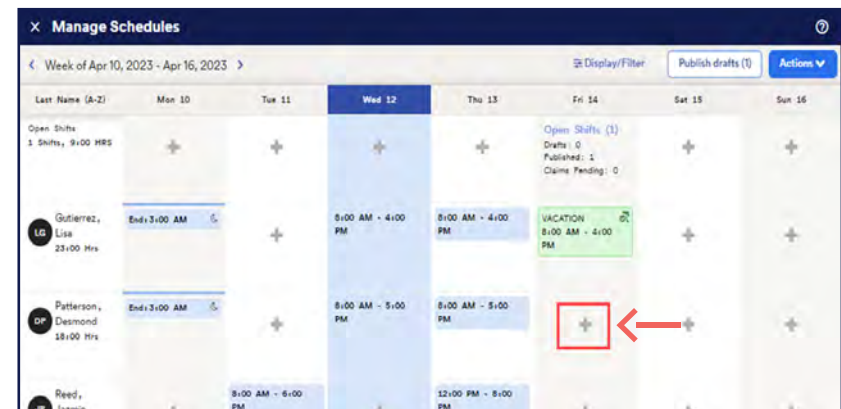 × Manage Schedules
< Week of Apr 10, 2023 - Apr 16, 2023 >
Display/Filter
Publish drafts (1)
Actions
Last Name (A-Z) Mon 10 Tue 11 Wed 12 Thu 13 Fri 14 Sat 15 Sun 16
Open Shifts
1 Shifts, 9:00 HRS
Open Shifts (1)
Drafts: 0
Published: 1
Claims Pending: 0
LG
Gutierrez,
Lisa
23:00 Hrs
End: 3:00 AM
8:00 AM - 4:00
PM
8:00 AM - 4:00
PM
VACATION
8:00 AM - 4:00
PM
DP
Patterson,
Desmond
18:00 Hrs
End: 3:00 AM
8:00 AM - 5:00
PM
8:00 AM - 5:00
PM
Reed,
8:00 AM - 6:00
PM
12:00 PM - 8:00
PM